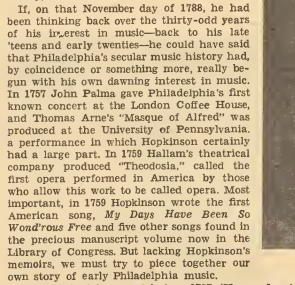 If, on that November day of 1788, he had
been thinking back over the thirty-odd years
of his interest in music—back to his late
'teens and early twenties—he could have said
that Philadelphia's secular music history had,
by coincidence or something more, really be-
gun with his own dawning interest in music.
In 1757 John Palma gave Philadelphia's first
known concert at the London Coffee House,
and Thomas Arne's "Masque of Alfred" was
produced at the University of Pennsylvania,
a performance in which Hopkinson certainly
had a large part. In 1759 Hallam's theatrical
company produced "Theodosia," called the
first opera performed in America by those
who allow this work to be called opera. Most
important, in 1759 Hopkinson wrote the first
American song, My Days Have Been So
Wond'rous Free and five other songs found in
the precious manuscript volume now in the
Library of Congress. But lacking Hopkinson's
memoirs, we must try to piece together our
own story of early Philadelphia music.